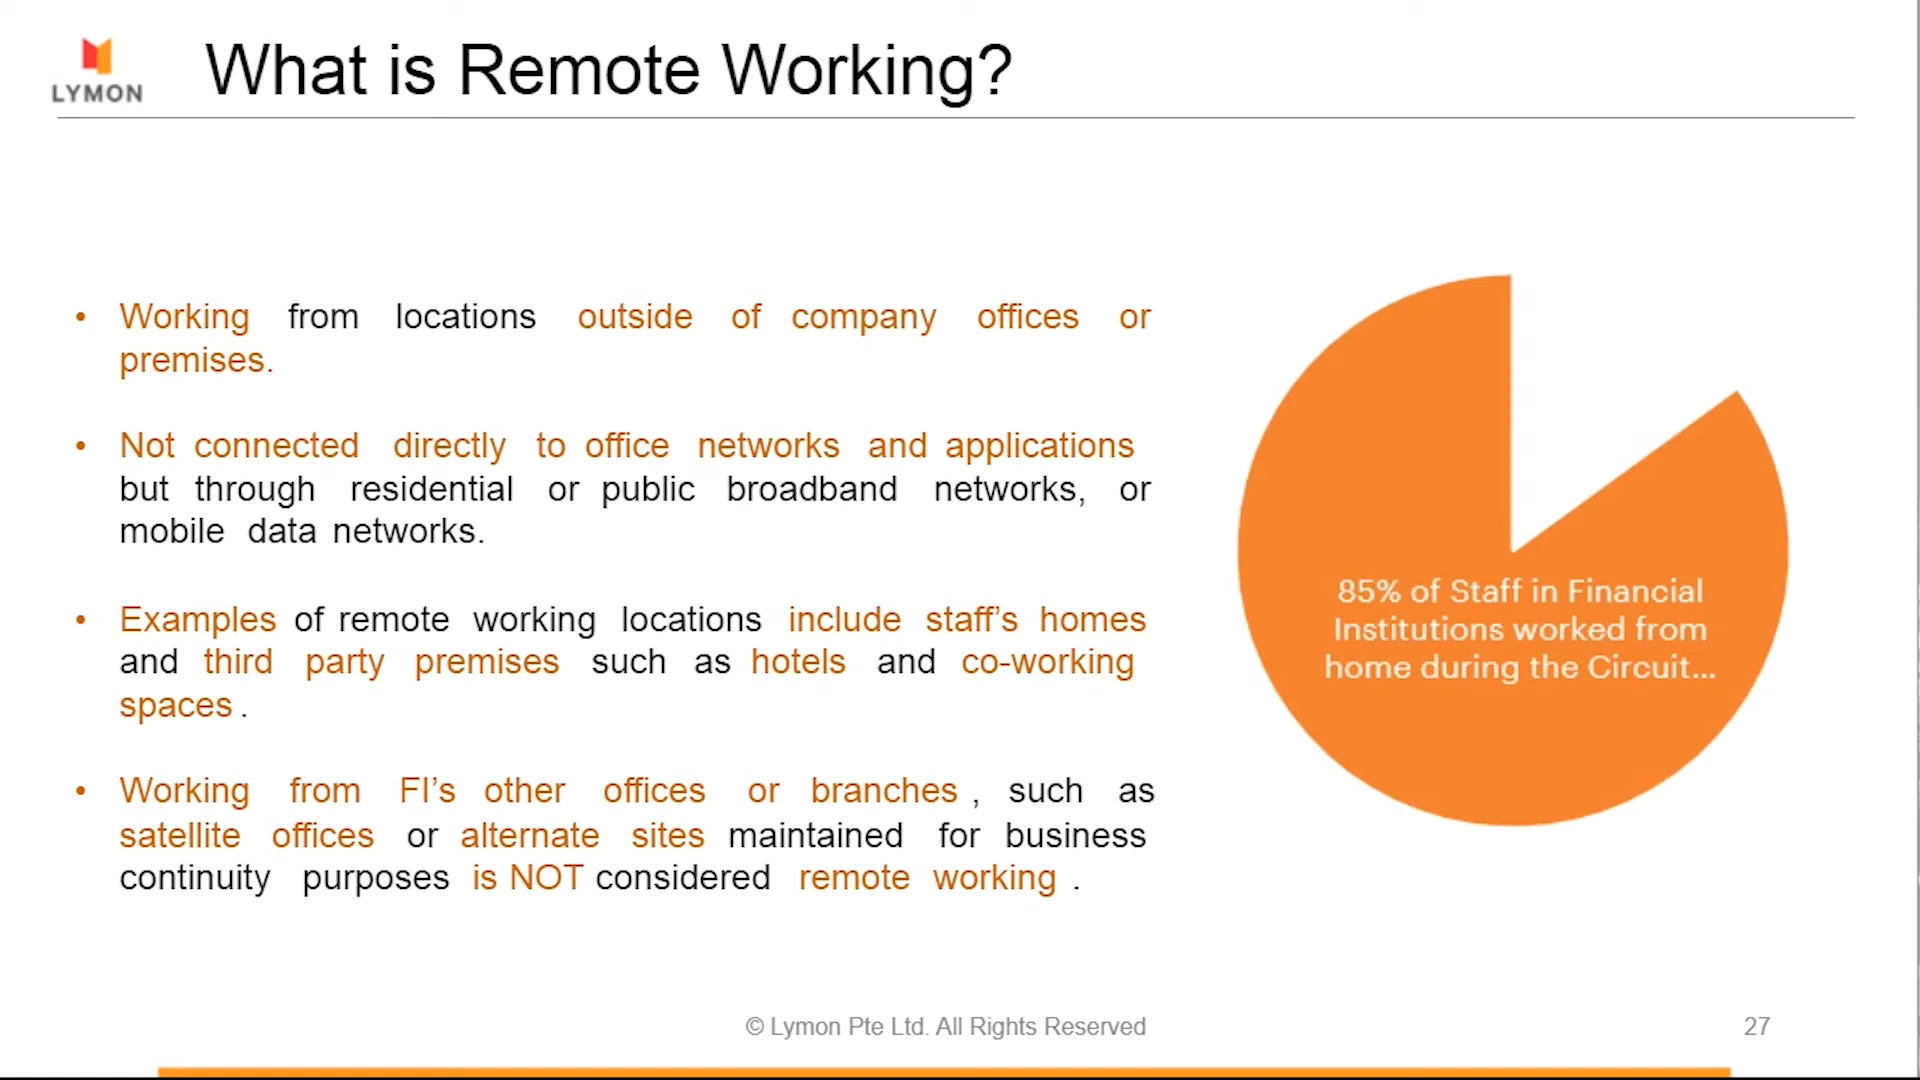 LYMON
What is Remote Working?
• Working from locations outside of company offices or
premises.
• Not connected directly to office networks and applications
but through residential or public broadband networks, or
mobile data networks.
• Examples of remote working locations include staff’s homes
and third party premises such as hotels and co-working
spaces .
• Working from FI’s other offices or branches , such as
satellite offices or alternate sites maintained for business
continuity purposes is NOT considered remote working .
85% of Staff in Financial
Institutions worked from
home during the Circuit...
© Lymon Pte Ltd. All Rights Reserved
27